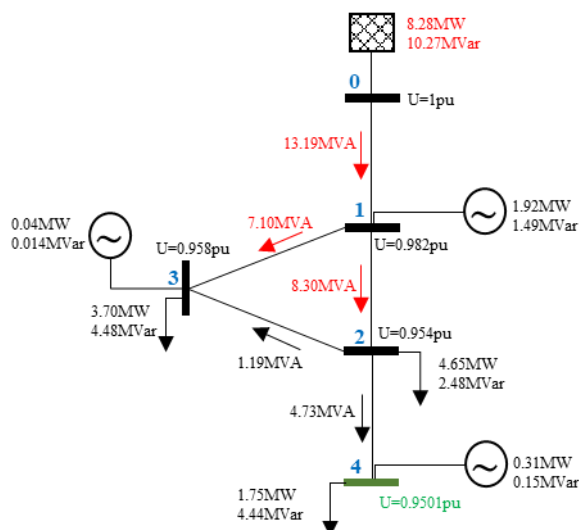 8.28MW
10.27MVar
0
U=1pu
13.19MVA
1
1.92MW
1.49MVar
0.04MW
0.014MVar
7.10MVA
U=0.982pu
U=0.958pu
3
8.30MVA
3.70MW
4.48MVar
2
U=0.954pu
1.19MVA
4.65MW
2.48MVar
4.73MVA
4
0.31MW
0.15MVar
1.75MW
4.44MVar
U=0.9501pu